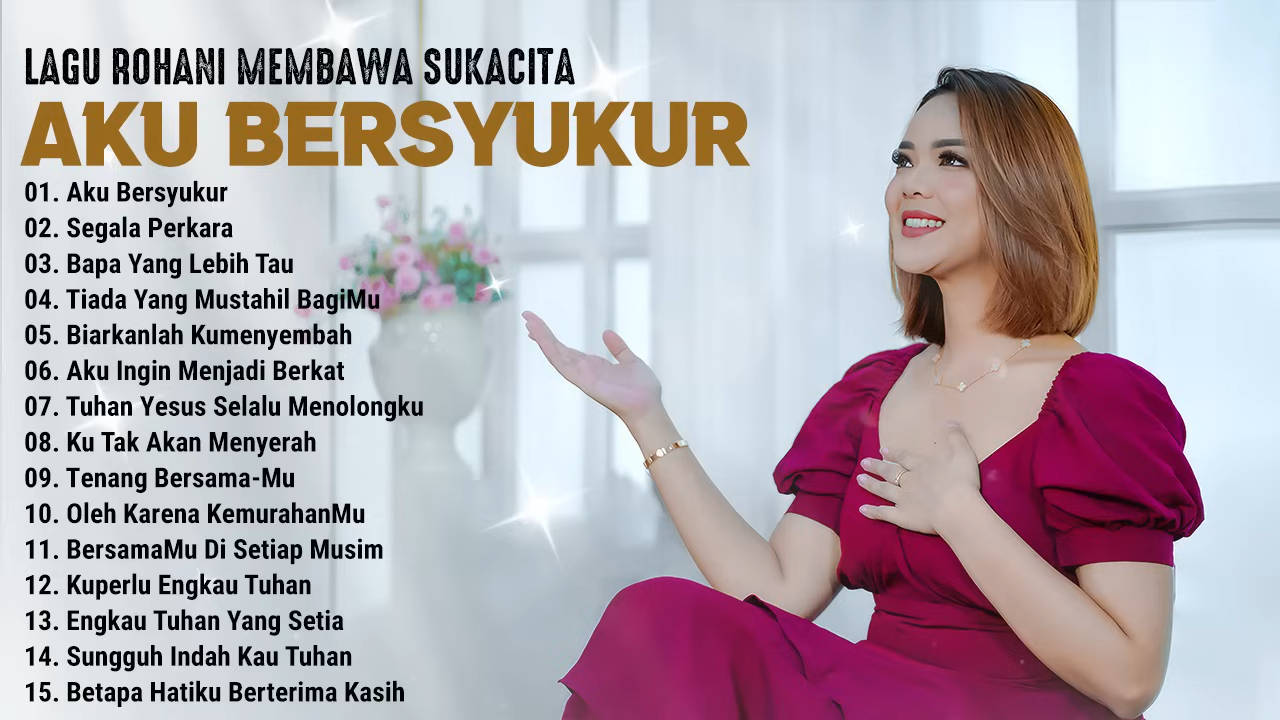 LAGU ROHANI MEMBAWA SUKACITA
AKU BERSYUKUR
01. Aku Bersyukur
02. Segala Perkara
03. Bapa Yang Lebih Tau
04. Tiada Yang Mustahil BagiMu
05. Biarkanlah Kumenyembah
06. Aku Ingin Menjadi Berkat
07. Tuhan Yesus Selalu Menolongku
08. Ku Tak Akan Menyerah
09. Tenang Bersama-Mu
10. Oleh Karena KemurahanMu
11. BersamaMu Di Setiap Musim
12. Kuperlu Engkau Tuhan
13. Engkau Tuhan Yang Setia
14. Sungguh Indah Kau Tuhan
15. Betapa Hatiku Berterima Kasih